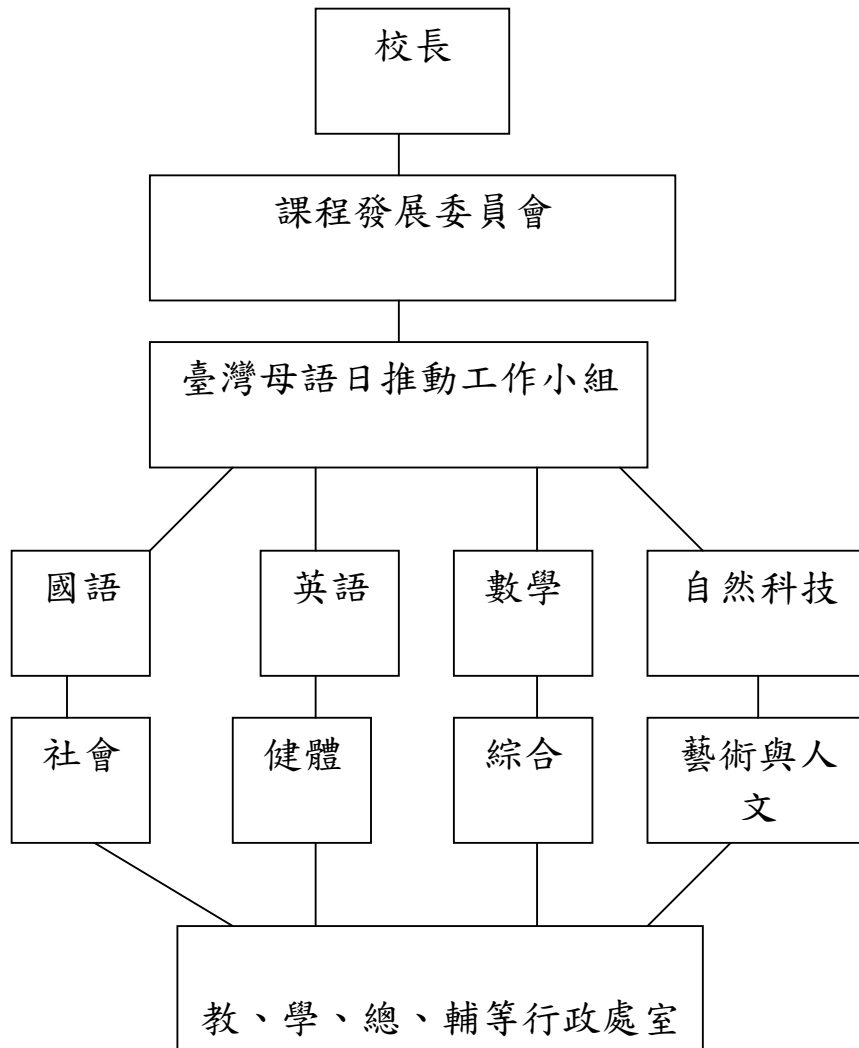 校長
課程發展委員會
臺灣母語日推動工作小組
國語
英語
數學
自然科技
社會
健體
綜合
藝術與人
文
教、學、總、輔等行政處室